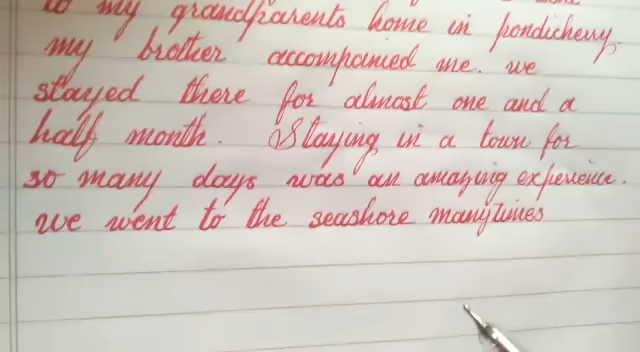 to my grandparents home in pondicherry.
my brother accompanied me. we
stayed there for almost one and a
half month. Staying in a town for
so many days was an amazing experience.
we went to the seashore manytimes